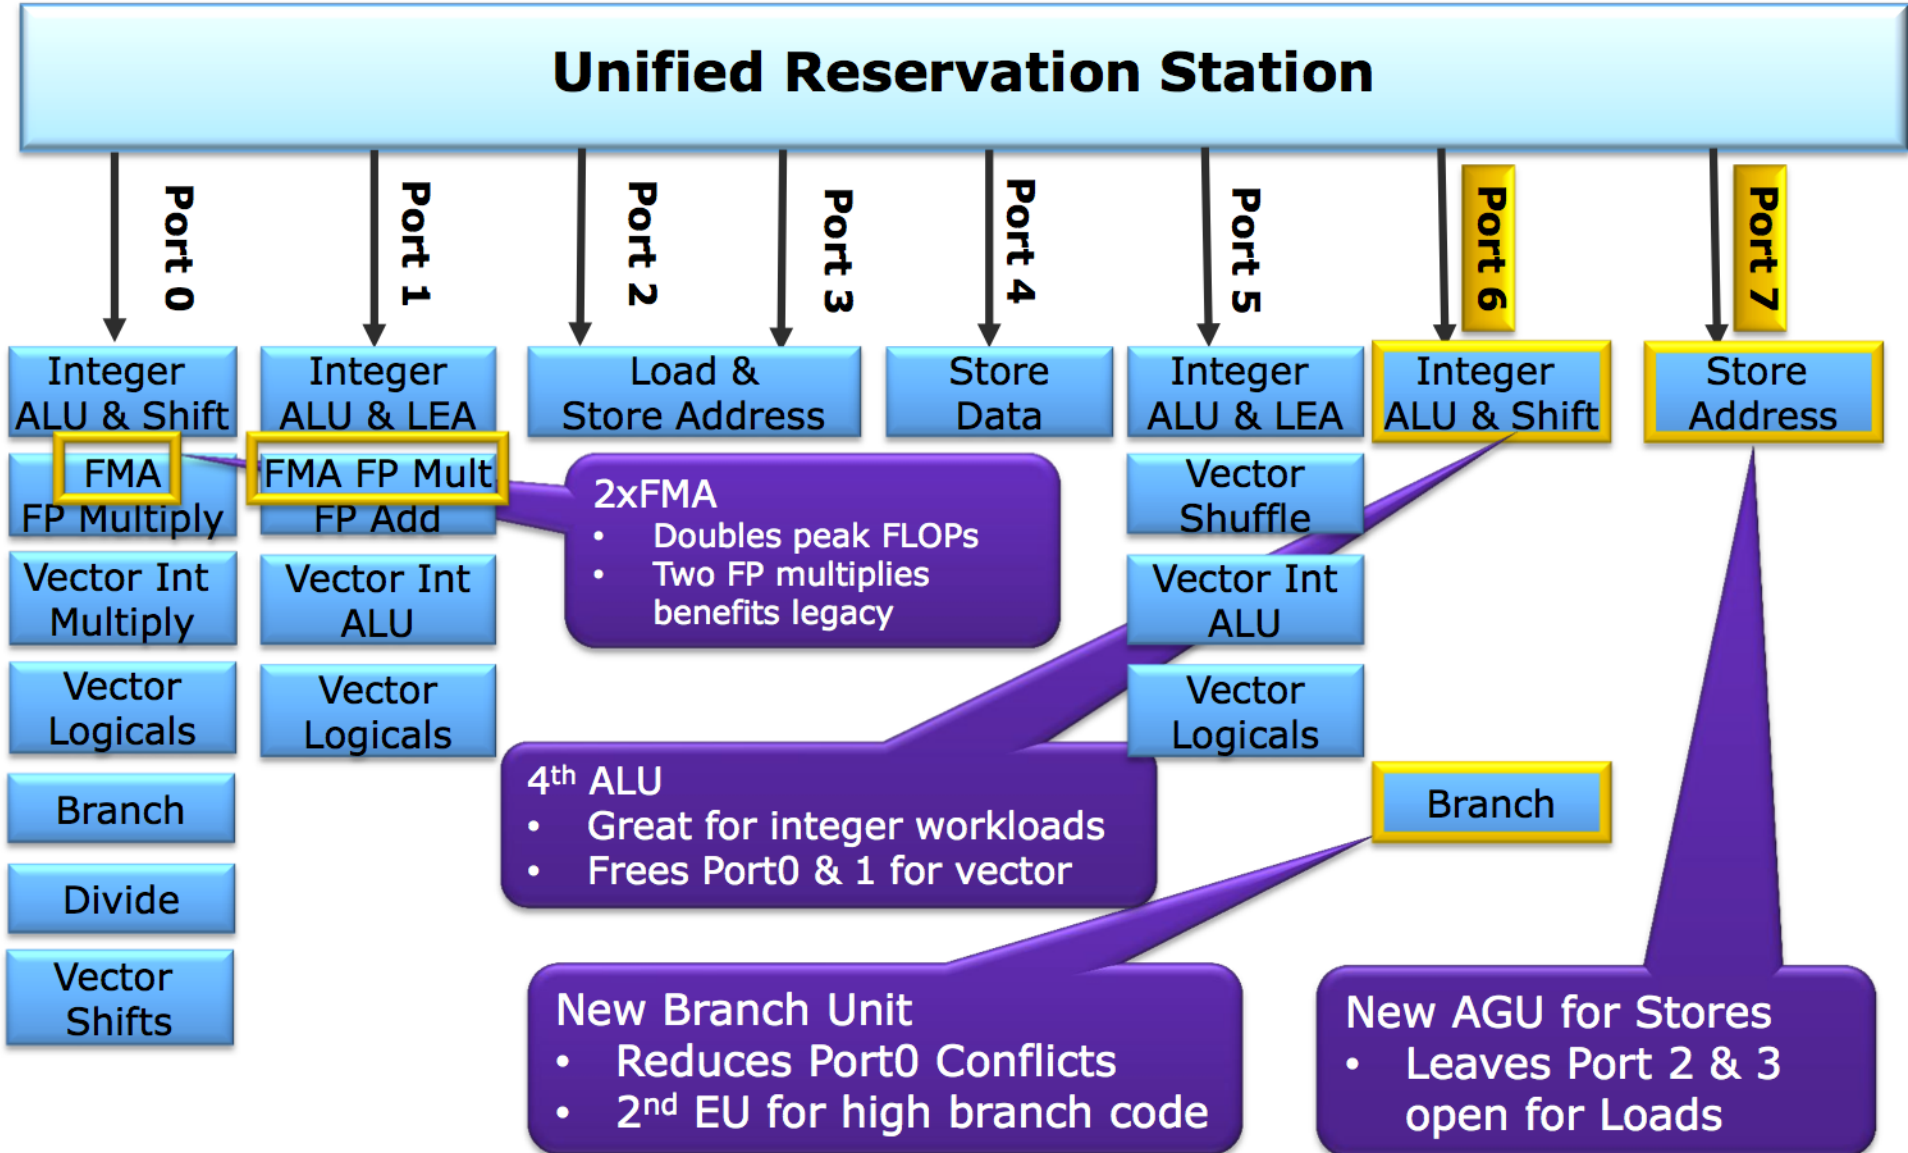 Unified Reservation Station
Port 0
Port 1
Port 2
Port 3
Port 4
Port 5
Port 6
Port 7
Integer
ALU & Shift
Integer
ALU & LEA
Load &
Store Address
Store
Data
Integer
ALU & LEA
Integer
ALU & Shift
Store
Address
FMA
FP Multiply
FMA FP Mult
FP Add
2xFMA
• Doubles peak FLOPs
• Two FP multiplies
benefits legacy
Vector
Shuffle
Vector Int
Multiply
Vector Int
ALU
Vector Int
ALU
Vector
Logicals
Vector
Logicals
Vector
Logicals
4th ALU
• Great for integer workloads
• Frees Port0 & 1 for vector
Branch
Branch
Divide
Vector
Shifts
New Branch Unit
• Reduces Port0 Conflicts
• 2nd EU for high branch code
New AGU for Stores
• Leaves Port 2 & 3
open for Loads